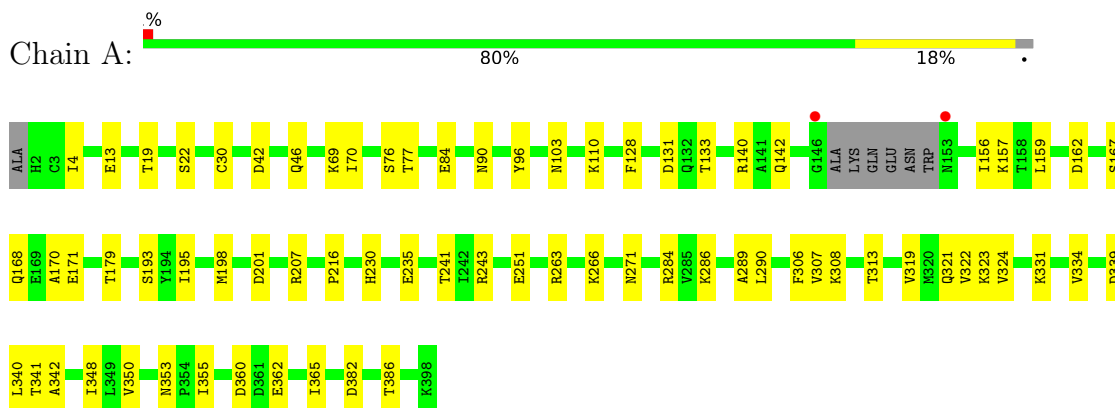 .%
Chain A:
80% 18% •
ALA H2 C3 I4 E13 T19 S22 C30 D42 Q46 K69 I70 S76 T77 E84 N90 Y96 N103 K110 F128 D131 Q132 T133 R140 A141 Q142 G146 ALA LYS GLN GLU ASN TRP N153 I156 K157 T158 L159 D162 S167
Q168 E169 A170 E171 T179 S193 Y194 I195 M198 D201 R207 P216 H230 E235 T241 I242 R243 E251 R263 K266 N271 R284 V285 K286 A289 L290 F306 V307 K308 T313 V319 M320 Q321 V322 K323 V324 K331 V334
L340 T341 A342 I348 L349 V350 N353 P354 I355 D360 D361 E362 I365 D382 T386 K398